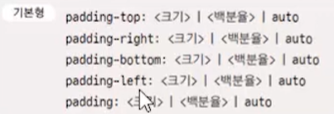 기본형
padding-top: <크기> | <백분율> | auto
padding-right: <크기> | <백분율> | auto
padding-bottom: <크기> | <백분율> | auto
padding-left: <크기> | <백분율> | auto
padding: <크기> | <백분율> | auto